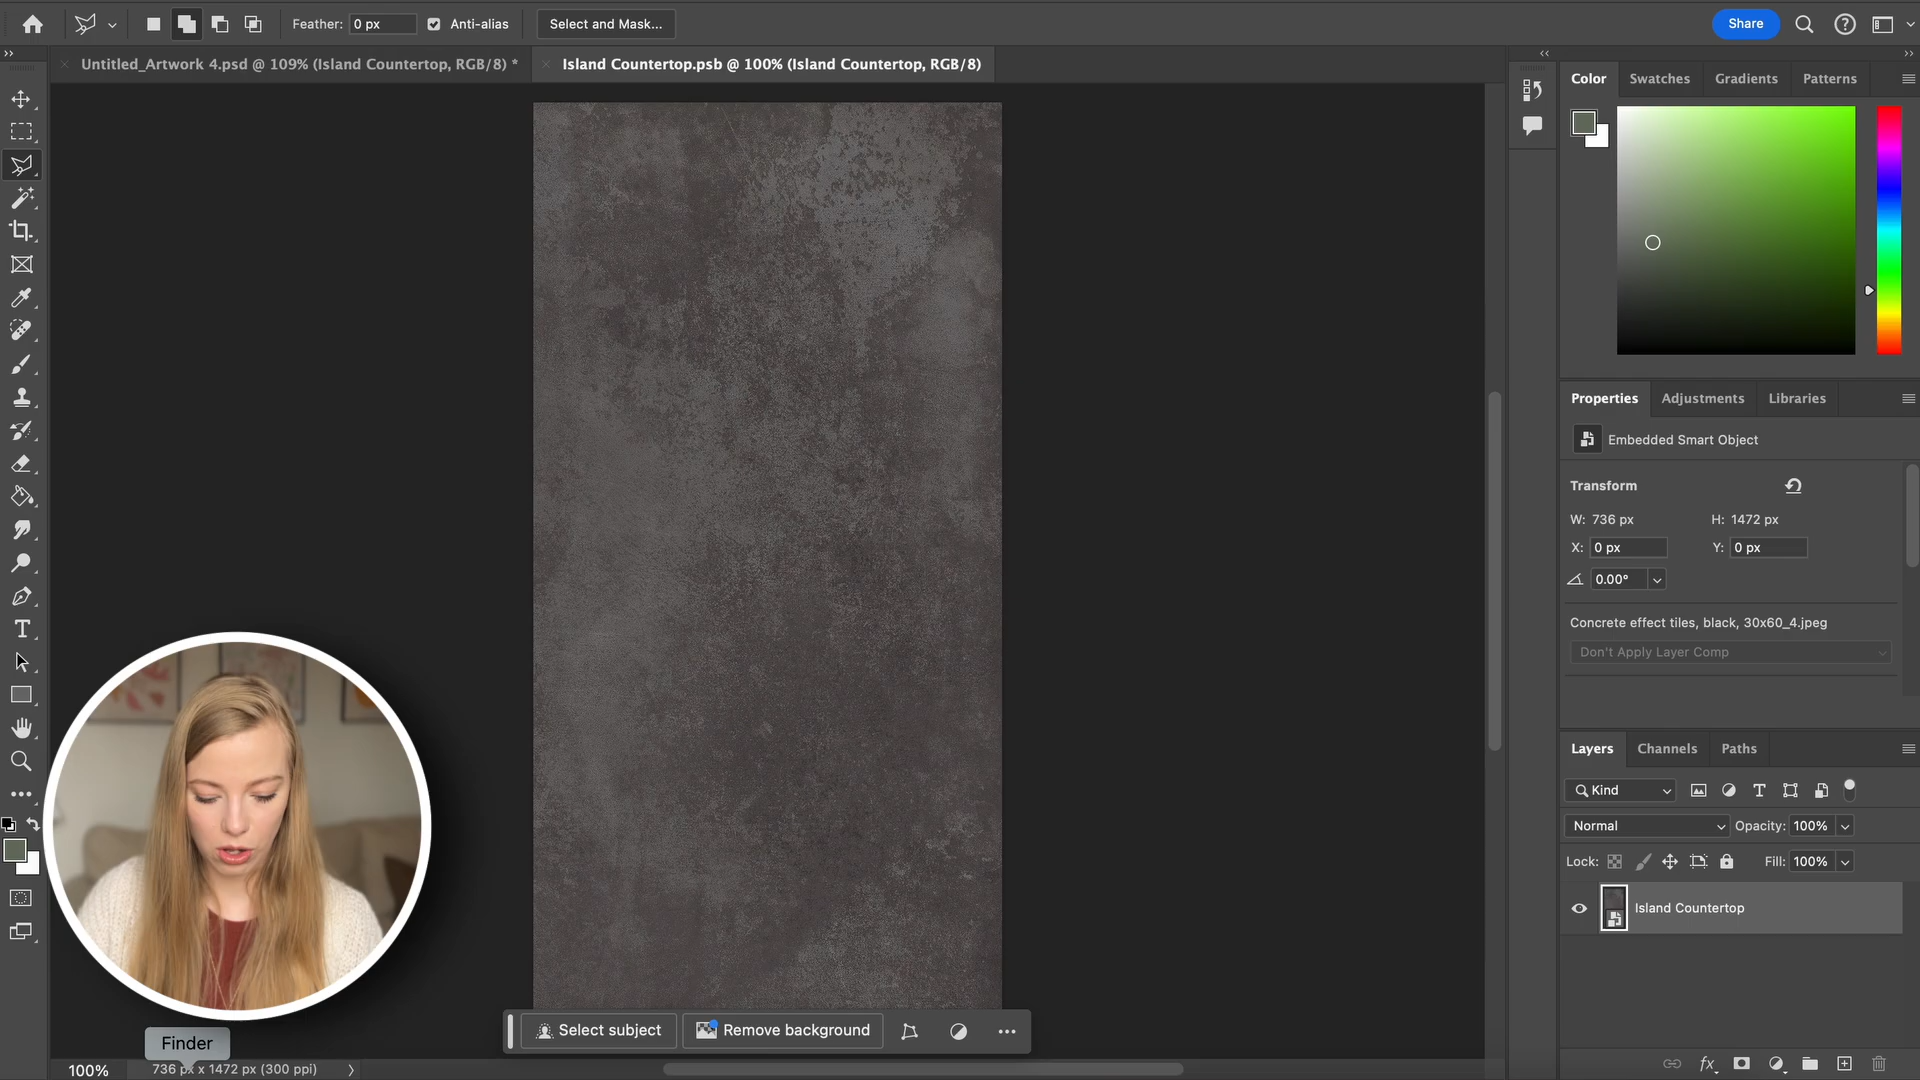 Feather: 0 px Anti-alias Select and Mask... Share
Untitled_Artwork 4.psd @ 109% (Island Countertop, RGB/8) *
Island Countertop.psb @ 100% (Island Countertop, RGB/8)
Color Swatches Gradients Patterns
Properties Adjustments Libraries
Embedded Smart Object
Transform
W: 736 px H: 1472 px
X: 0 px Y: 0 px
0.00°
Concrete effect tiles, black, 30x60_4.jpeg
Don't Apply Layer Comp
Layers Channels Paths
Kind
Normal Opacity: 100%
Lock: Fill: 100%
Island Countertop
Select subject Remove background
Finder
100% 736 px x 1472 px (300 ppi)